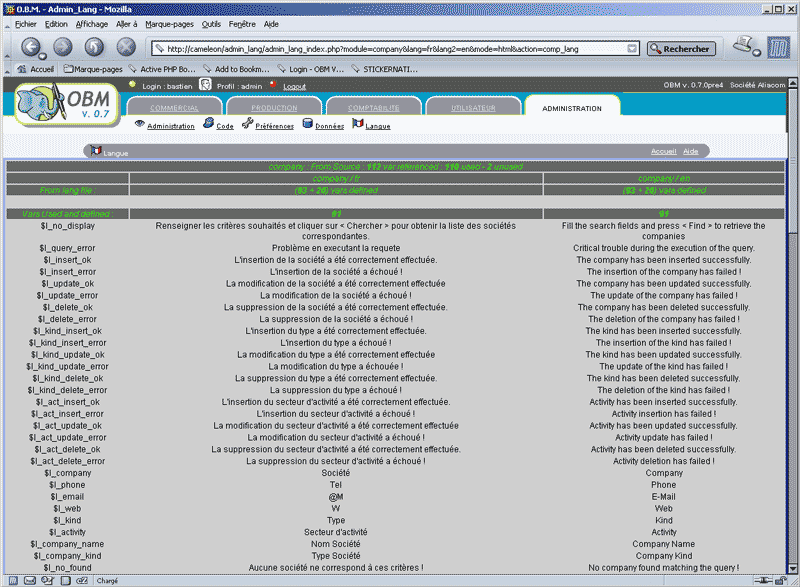 O.B.M. - Admin_Lang - Mozilla
Fichier Edition Affichage Aller à Marque-pages Outils Fenêtre Aide
http://cameleon/admin_lang/admin_lang_index.php?module=company&lang=fr&lang2=en&mode=html&action=comp_lang Rechercher
Accueil Marque-pages Active PHP Bo... Add to Bookm... Login - OBM V... STICKERNATI...
Login : bastien Profil : admin Logout OBM v. 0.7.0pre4 Société Aliacom
OBM
v. 0.7
COMMERCIAL PRODUCTION COMPTABILITE UTILISATEUR ADMINISTRATION
Administration Code Préférences Données Langue
Langue Accueil Aide
company : From Source : 112 var referenced : 110 used - 2 unused
company / fr company / en
From lang file : (93 + 20) vars defined (93 + 20) vars defined
Vars Used and defined : 91 91
$l_no_display Renseigner les critères souhaités et cliquer sur < Chercher > pour obtenir la liste des sociétés correspondantes. Fill the search fields and press < Find > to retrieve the companies
$l_query_error Problème en executant la requete Critical trouble during the execution of the query.
$l_insert_ok L'insertion de la société a été correctement effectuée. The company has been inserted successfully.
$l_insert_error L'insertion de la société a échoué ! The insertion of the company has failed !
$l_update_ok La modification de la société a été correctement effectuée The company has been updated successfully.
$l_update_error La modification de la société a échoué ! The update of the company has failed !
$l_delete_ok La suppression de la société a été correctement effectuée. The company has been deleted successfully.
$l_delete_error La suppression de la société a échoué ! The deletion of the company has failed !
$l_kind_insert_ok L'insertion du type a été correctement effectuée. The kind has been inserted successfully.
$l_kind_insert_error L'insertion du type a échoué ! The insertion of the kind has failed !
$l_kind_update_ok La modification du type a été correctement effectuée The kind has been updated successfully.
$l_kind_update_error La modification du type a échouée ! The update of the kind has failed !
$l_kind_delete_ok La suppression du type a été correctement effectuée. The kind has been deleted successfully.
$l_kind_delete_error La suppression du type a échoué ! The deletion of the kind has failed !
$l_act_insert_ok L'insertion du secteur d'activité a été correctement effectuée. Activity has been inserted successfully.
$l_act_insert_error L'insertion du secteur d'activité a échoué ! Activity insertion has failed !
$l_act_update_ok La modification du secteur d'activité a été correctement effectuée Activity has been updated successfully.
$l_act_update_error La modification du secteur d'activité a échoué ! Activity update has failed !
$l_act_delete_ok La suppression du secteur d'activité a été correctement effectuée. Activity has been deleted successfully.
$l_act_delete_error La suppression du secteur d'activité a échoué ! Activity deletion has failed !
$l_company Société Company
$l_phone Tel Phone
$l_email @M E-Mail
$l_web W Web
$l_kind Type Kind
$l_activity Secteur d'activité Activity
$l_company_name Nom Société Company Name
$l_company_kind Type Société Company Kind
$l_no_found Aucune société ne correspond à ces critères ! No company found matching the query !
Chargé